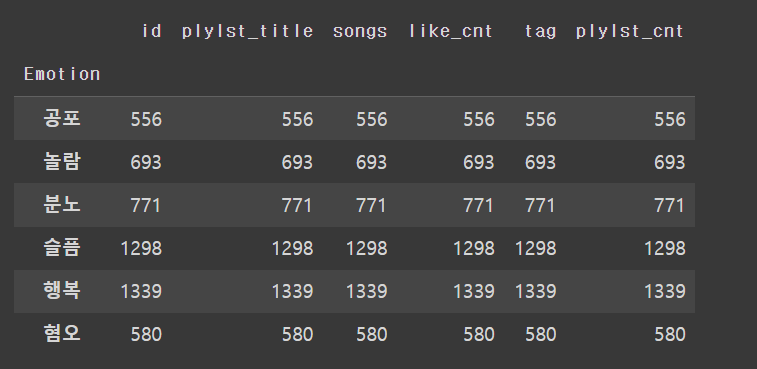 id plylst_title songs like_cnt tag plylst_cnt
Emotion
공포 556 556 556 556 556 556
놀람 693 693 693 693 693 693
분노 771 771 771 771 771 771
슬픔 1298 1298 1298 1298 1298 1298
행복 1339 1339 1339 1339 1339 1339
혐오 580 580 580 580 580 580